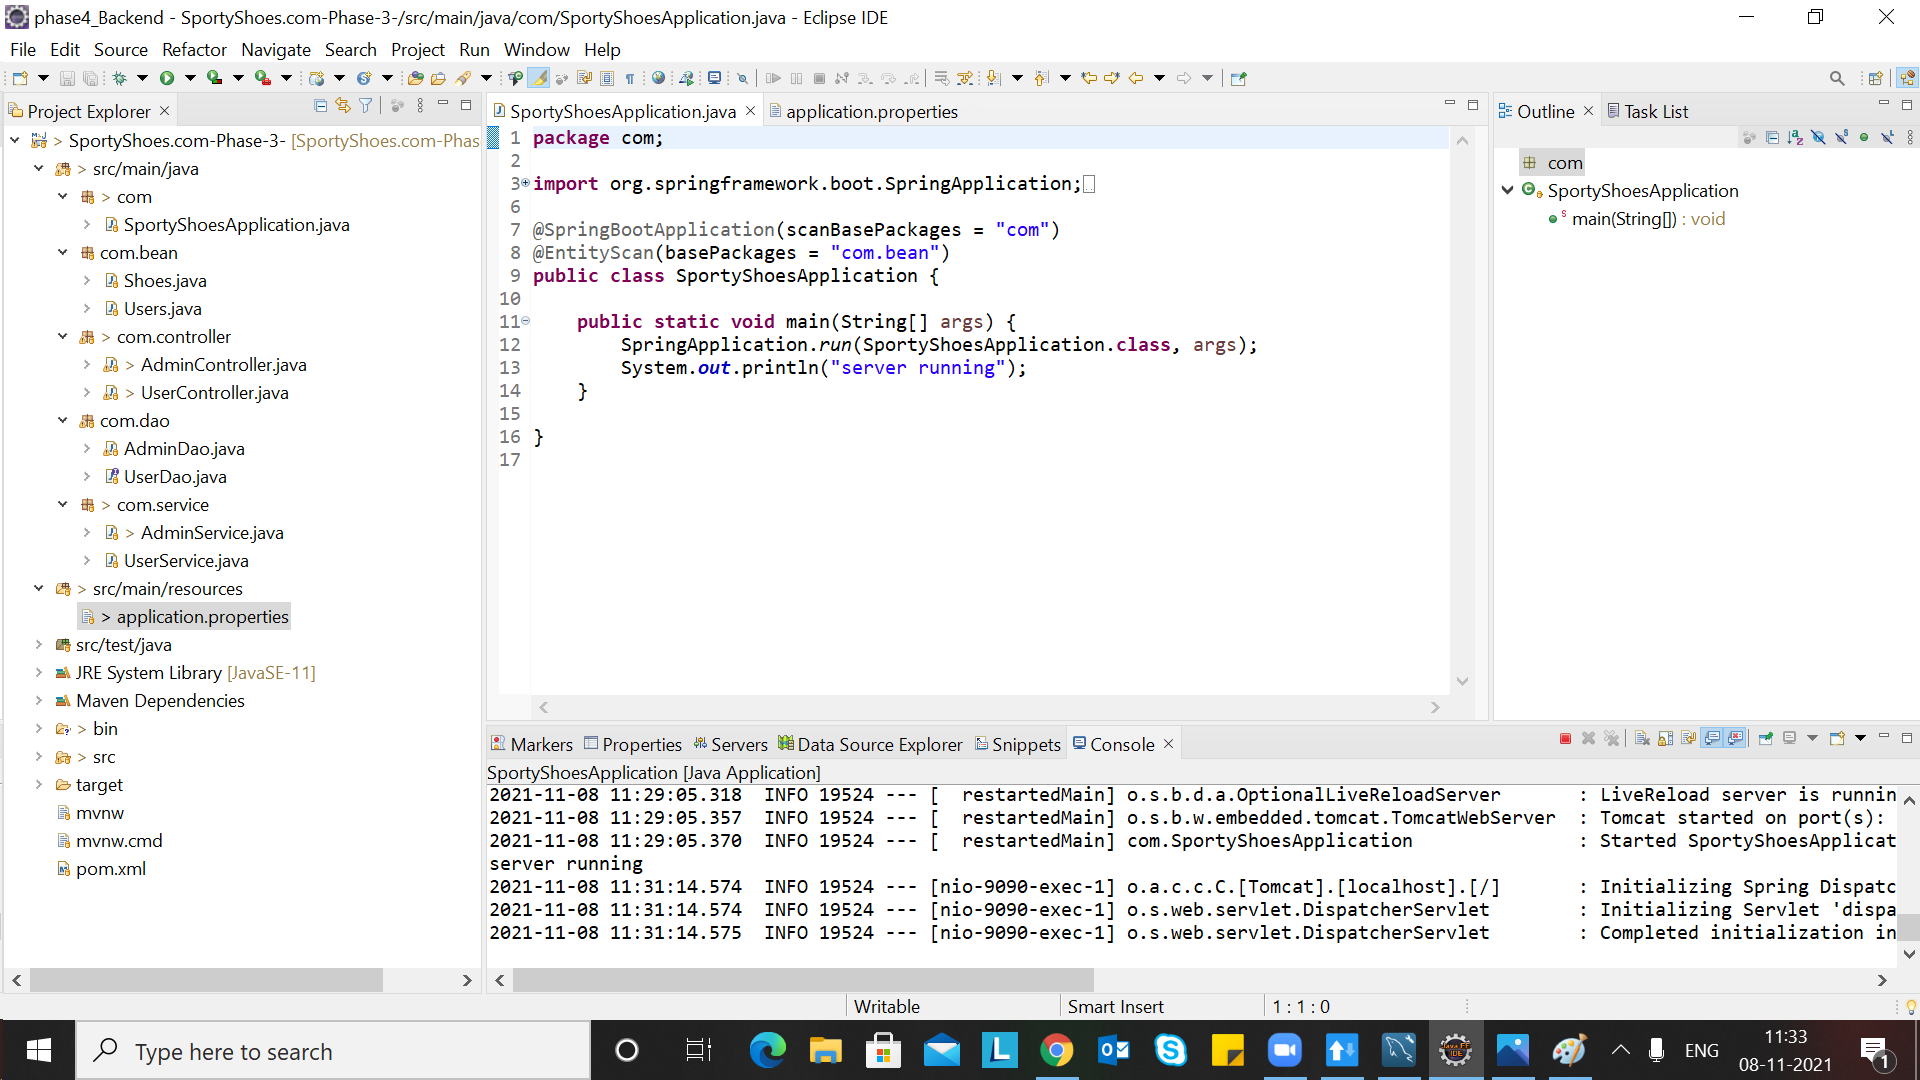 phase4_Backend - SportyShoes.com-Phase-3-/src/main/java/com/SportyShoesApplication.java - Eclipse IDE
File Edit Source Refactor Navigate Search Project Run Window Help
Project Explorer
> SportyShoes.com-Phase-3- [SportyShoes.com-Phas
> src/main/java
> com
SportyShoesApplication.java
com.bean
Shoes.java
Users.java
> com.controller
> AdminController.java
> UserController.java
com.dao
AdminDao.java
UserDao.java
> com.service
> AdminService.java
UserService.java
> src/main/resources
> application.properties
src/test/java
JRE System Library [JavaSE-11]
Maven Dependencies
> bin
> src
target
mvnw
mvnw.cmd
pom.xml
SportyShoesApplication.java application.properties
1 package com;
2
3 import org.springframework.boot.SpringApplication;
6
7 @SpringBootApplication(scanBasePackages = "com")
8 @EntityScan(basePackages = "com.bean")
9 public class SportyShoesApplication {
10
11 public static void main(String[] args) {
12 SpringApplication.run(SportyShoesApplication.class, args);
13 System.out.println("server running");
14 }
15
16 }
17
Outline Task List
com
SportyShoesApplication
main(String[]) : void
Markers Properties Servers Data Source Explorer Snippets Console
SportyShoesApplication [Java Application]
2021-11-08 11:29:05.318 INFO 19524 --- [ restartedMain] o.s.b.d.a.OptionalLiveReloadServer : LiveReload server is runnin
2021-11-08 11:29:05.357 INFO 19524 --- [ restartedMain] o.s.b.w.embedded.tomcat.TomcatWebServer : Tomcat started on port(s):
2021-11-08 11:29:05.370 INFO 19524 --- [ restartedMain] com.SportyShoesApplication : Started SportyShoesApplicat
server running
2021-11-08 11:31:14.574 INFO 19524 --- [nio-9090-exec-1] o.a.c.c.C.[Tomcat].[localhost].[/] : Initializing Spring Dispatc
2021-11-08 11:31:14.574 INFO 19524 --- [nio-9090-exec-1] o.s.web.servlet.DispatcherServlet : Initializing Servlet 'dispa
2021-11-08 11:31:14.575 INFO 19524 --- [nio-9090-exec-1] o.s.web.servlet.DispatcherServlet : Completed initialization in
Writable Smart Insert 1 : 1 : 0
Type here to search
ENG
11:33
08-11-2021
1